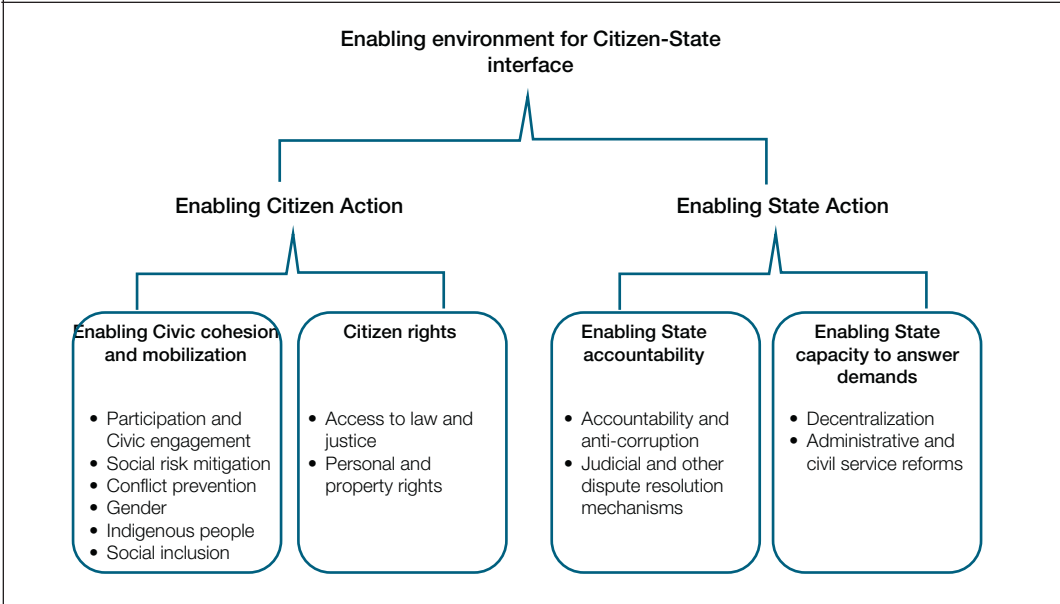 Enabling environment for Citizen-State
interface
Enabling Citizen Action
Enabling State Action
Enabling Civic cohesion
and mobilization
• Participation and
Civic engagement
• Social risk mitigation
• Conflict prevention
• Gender
• Indigenous people
• Social inclusion
Citizen rights
• Access to law and
justice
• Personal and
property rights
Enabling State
accountability
• Accountability and
anti-corruption
• Judicial and other
dispute resolution
mechanisms
Enabling State
capacity to answer
demands
• Decentralization
• Administrative and
civil service reforms